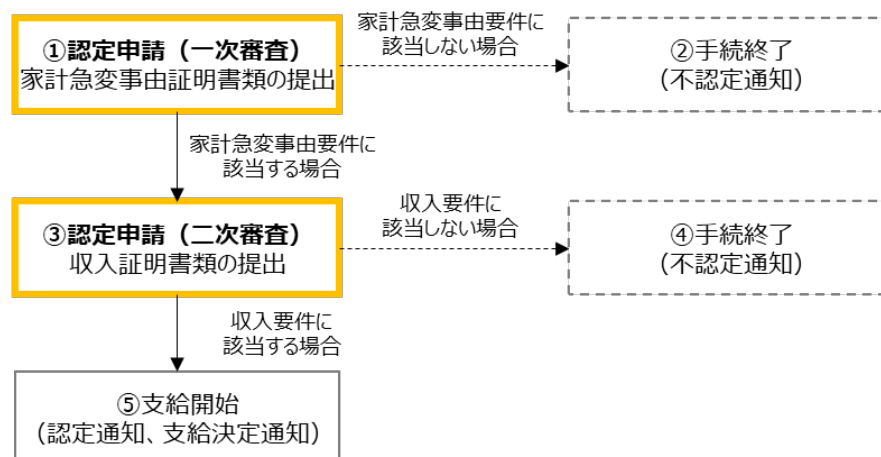 ①認定申請（一次審査）
家計急変事由証明書類の提出
家計急変事由要件に
該当しない場合
②手続終了
（不認定通知）
家計急変事由要件に
該当する場合
③認定申請（二次審査）
収入証明書類の提出
収入要件に
該当しない場合
④手続終了
（不認定通知）
収入要件に
該当する場合
⑤支給開始
（認定通知、支給決定通知）